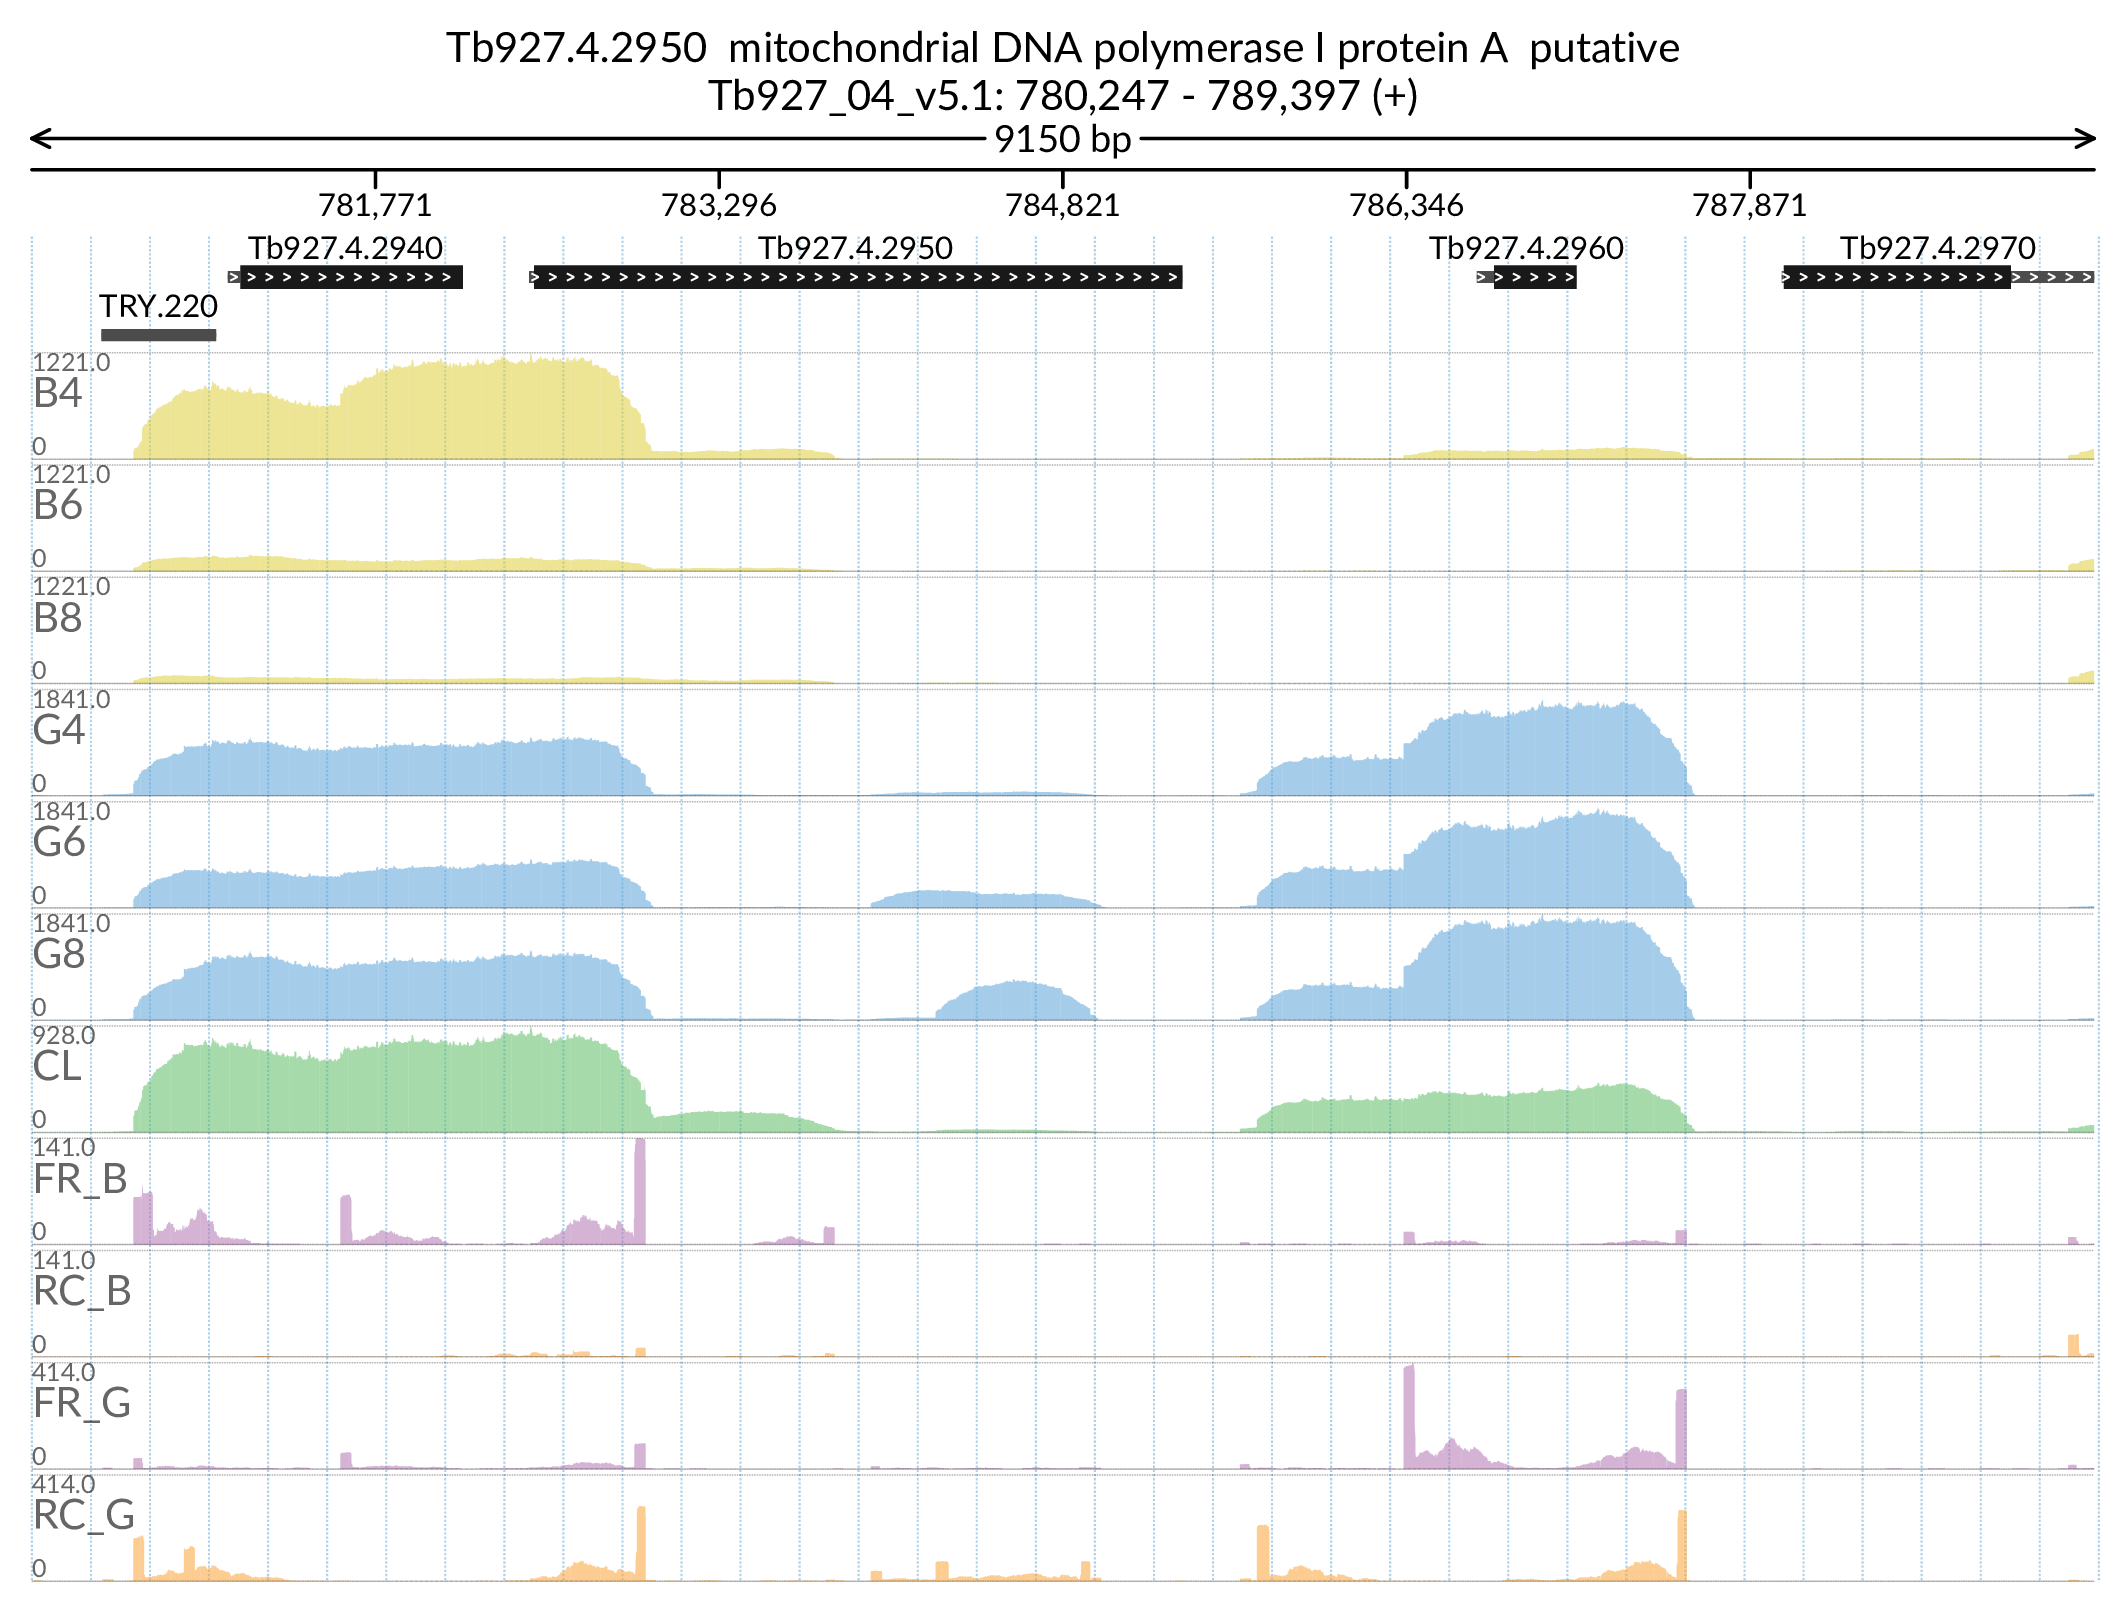 Tb927.4.2950 mitochondrial DNA polymerase I protein A putative
Tb927_04_v5.1: 780,247 - 789,397 (+)
9150 bp
781,771 783,296 784,821 786,346 787,871
Tb927.4.2940 Tb927.4.2950 Tb927.4.2960 Tb927.4.2970
TRY.220
1221.0
B4
0
1221.0
B6
0
1221.0
B8
0
1841.0
G4
0
1841.0
G6
0
1841.0
G8
0
928.0
CL
0
141.0
FR_B
0
141.0
RC_B
0
414.0
FR_G
0
414.0
RC_G
0